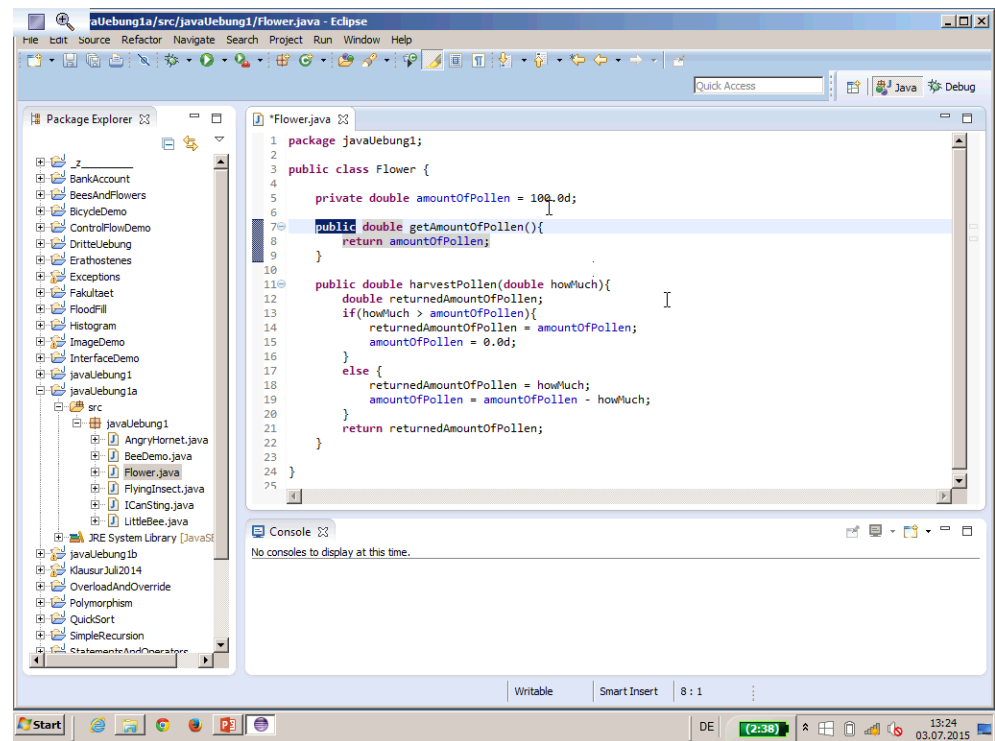 aUebung1a/src/javaUebung1/Flower.java - Eclipse
File Edit Source Refactor Navigate Search Project Run Window Help
Quick Access
Java
Debug
Package Explorer
_z_________
BankAccount
BeesAndFlowers
BicycleDemo
ControlFlowDemo
DritteUebung
Erathostenes
Exceptions
Fakultaet
FloodFill
Histogram
ImageDemo
InterfaceDemo
javaUebung1
javaUebung1a
src
javaUebung1
AngryHornet.java
BeeDemo.java
Flower.java
FlyingInsect.java
ICanSting.java
LittleBee.java
JRE System Library [JavaSE
javaUebung1b
KlausurJuli2014
OverloadAndOverride
Polymorphism
QuickSort
SimpleRecursion
StatementsAndOperators
*Flower.java
1 package javaUebung1;
2
3 public class Flower {
4
5 private double amountOfPollen = 100.0d;
6
7 public double getAmountOfPollen(){
8 return amountOfPollen;
9 }
10
11 public double harvestPollen(double howMuch){
12 double returnedAmountOfPollen;
13 if(howMuch > amountOfPollen){
14 returnedAmountOfPollen = amountOfPollen;
15 amountOfPollen = 0.0d;
16 }
17 else {
18 returnedAmountOfPollen = howMuch;
19 amountOfPollen = amountOfPollen - howMuch;
20 }
21 return returnedAmountOfPollen;
22 }
23
24 }
25
Console
No consoles to display at this time.
Writable
Smart Insert
8 : 1
Start
DE
(2:38)
13:24
03.07.2015